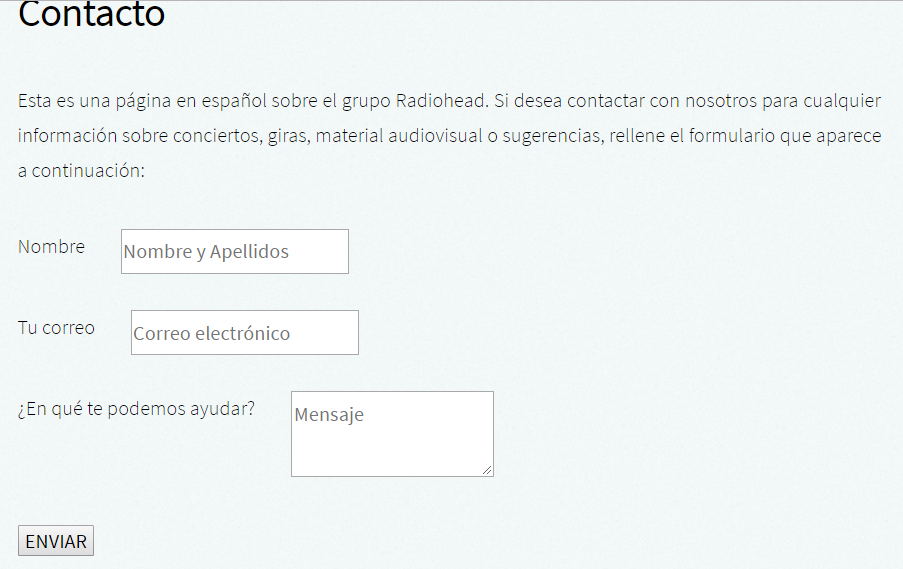 Contacto
Esta es una página en español sobre el grupo Radiohead. Si desea contactar con nosotros para cualquier
información sobre conciertos, giras, material audiovisual o sugerencias, rellene el formulario que aparece
a continuación:
Nombre Nombre y Apellidos
Tu correo Correo electrónico
¿En qué te podemos ayudar? Mensaje
ENVIAR